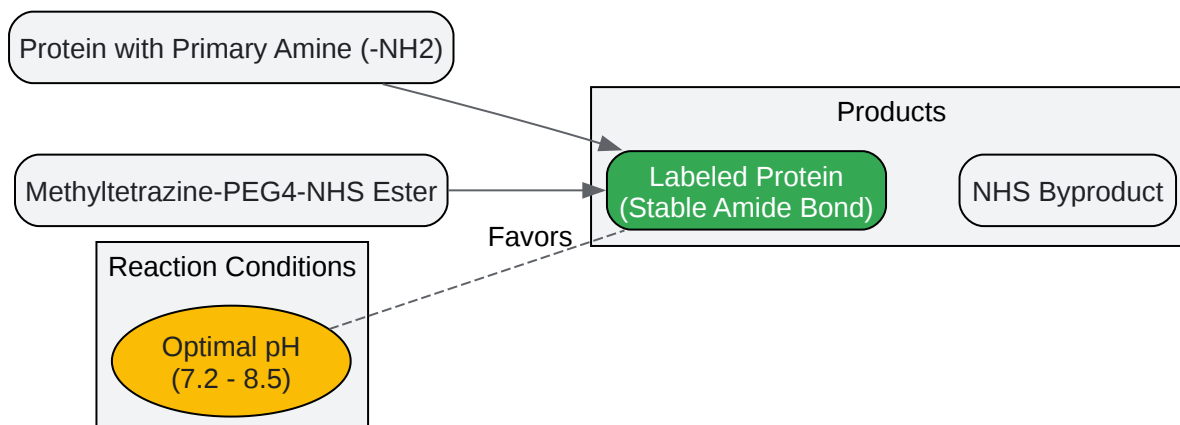 Protein with Primary Amine (-NH2)
Products
Methyltetrazine-PEG4-NHS Ester
Labeled Protein
(Stable Amide Bond)
NHS Byproduct
Favors
Reaction Conditions
Optimal pH
(7.2 - 8.5)